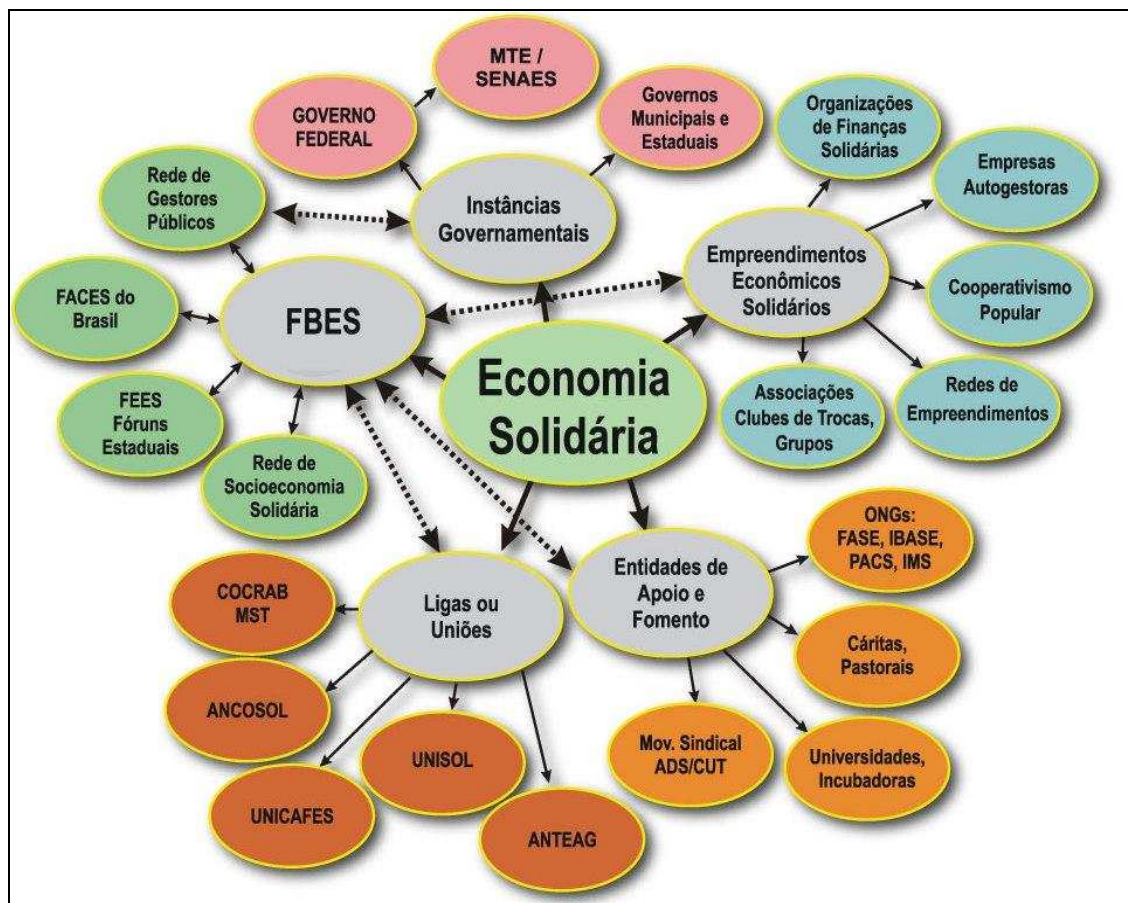 MTE /
SENAES
GOVERNO
FEDERAL
Governos
Municipais e
Estaduais
Organizações
de Finanças
Solidárias
Empresas
Autogestoras
Rede de
Gestores
Públicos
Instâncias
Governamentais
Empreendimentos
Econômicos
Solidários
Cooperativismo
Popular
FACES do
Brasil
FBES
Economia
Solidária
Associações
Clubes de Trocas,
Grupos
Redes de
Empreendimentos
FEES
Fóruns
Estaduais
Rede de
Socioeconomia
Solidária
ONGs:
FASE, IBASE,
PACS, IMS
Entidades de
Apoio e
Fomento
Ligas ou
Uniões
COCRAB
MST
Cáritas,
Pastorais
ANCOSOL
UNISOL
Mov. Sindical
ADS/CUT
Universidades,
Incubadoras
UNICAFES
ANTEAG